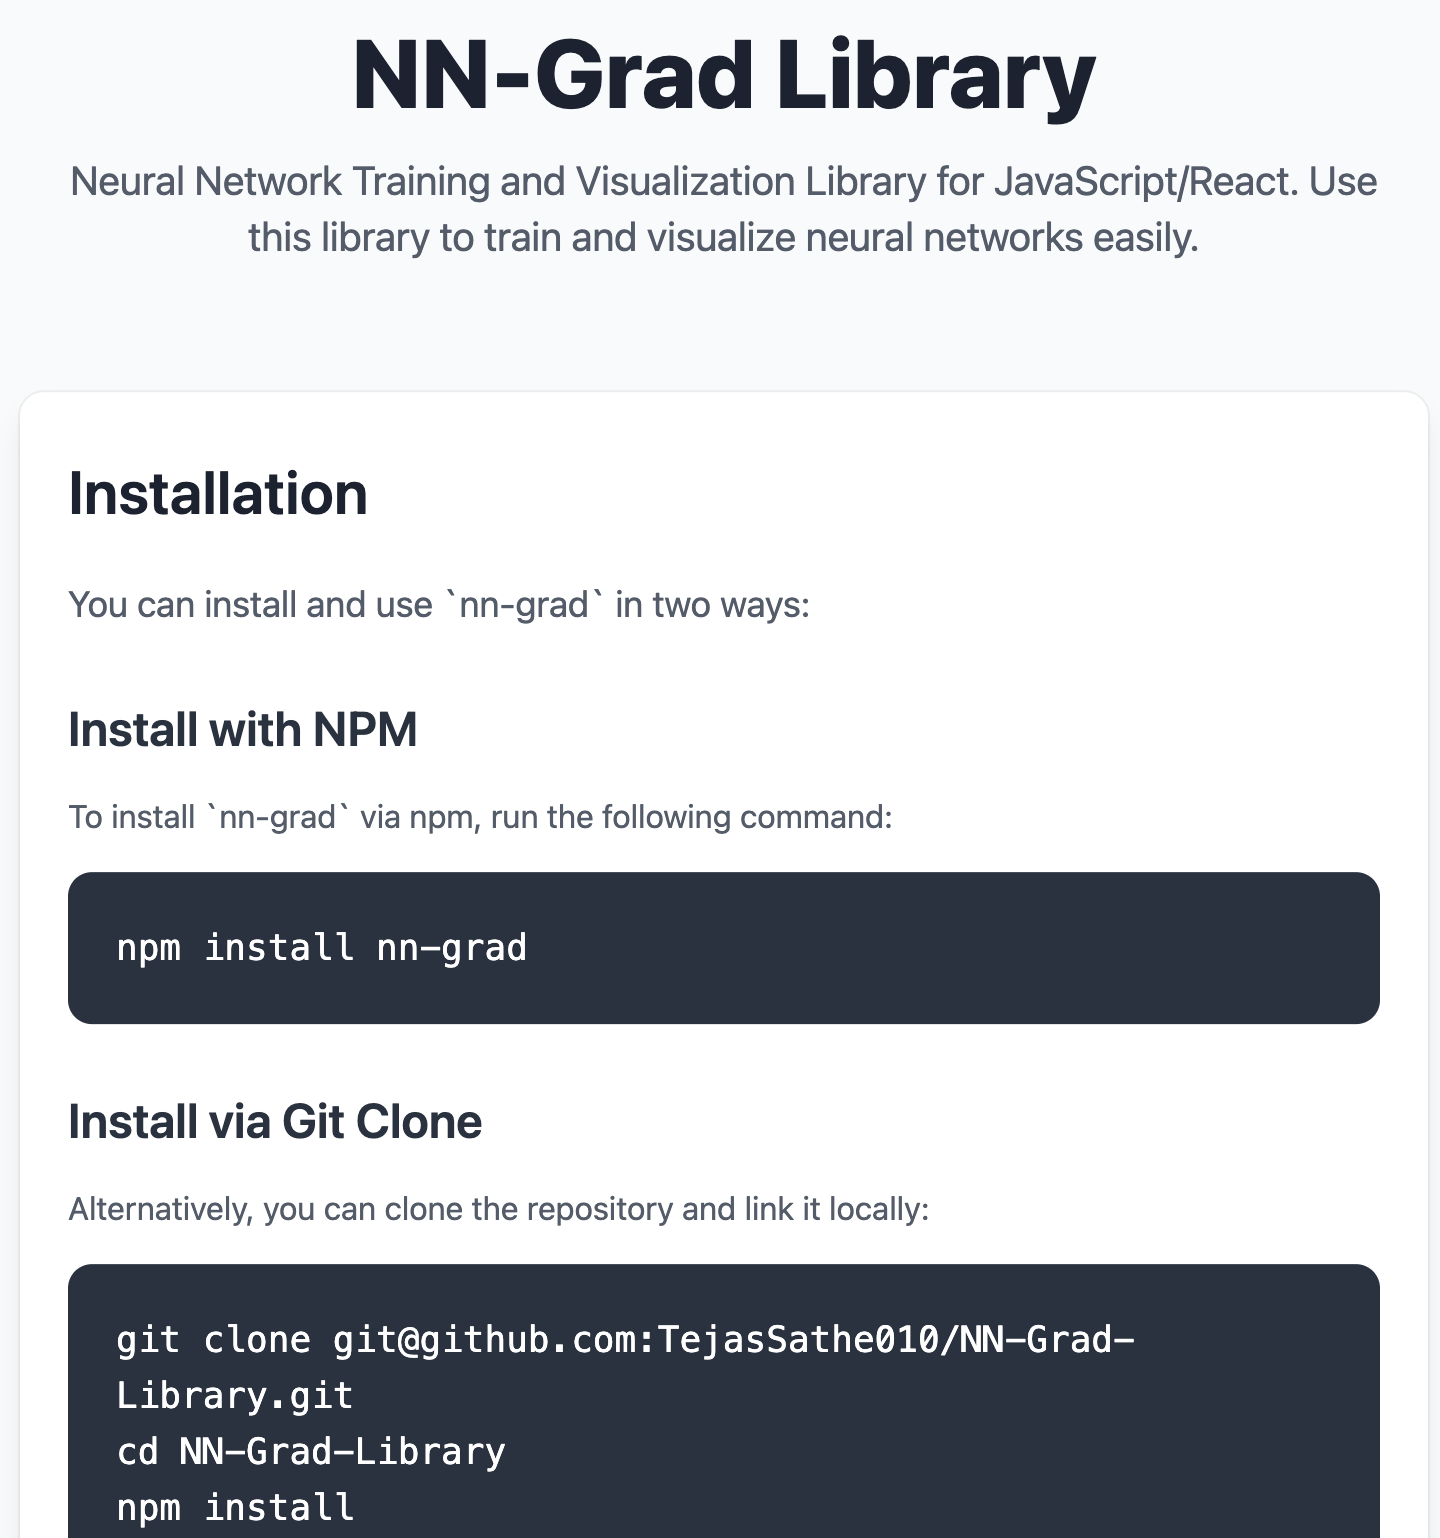 NN-Grad Library
Neural Network Training and Visualization Library for JavaScript/React. Use
this library to train and visualize neural networks easily.
Installation
You can install and use `nn-grad` in two ways:
Install with NPM
To install `nn-grad` via npm, run the following command:
npm install nn-grad
Install via Git Clone
Alternatively, you can clone the repository and link it locally:
git clone git@github.com:TejasSathe010/NN-Grad-
Library.git
cd NN-Grad-Library
npm install